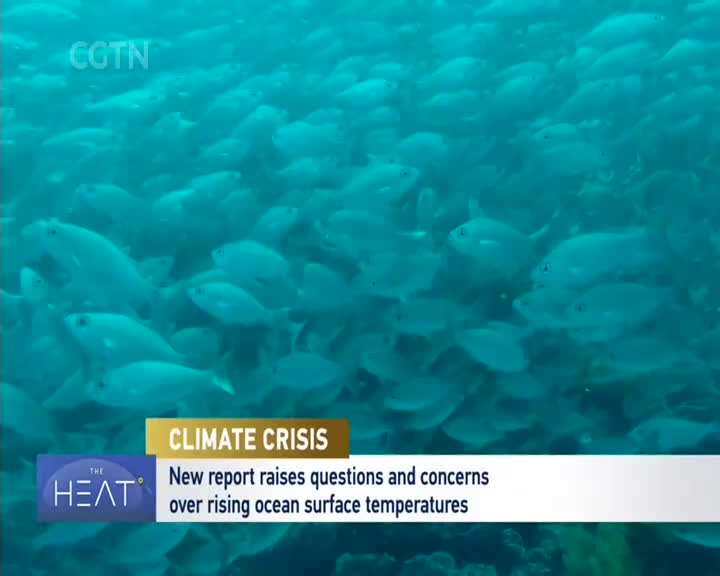 CGTN
CLIMATE CRISIS
THE
HEAT
New report raises questions and concerns
over rising ocean surface temperatures